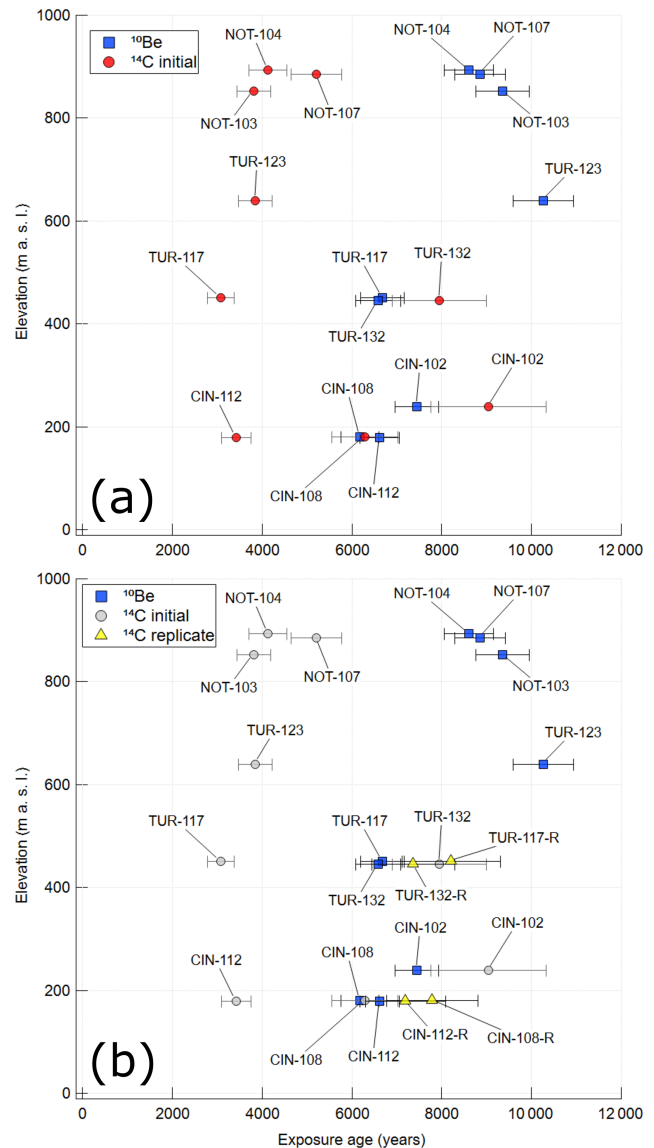 1000
¹⁰Be
¹⁴C initial
NOT-104
NOT-107
NOT-103
NOT-104
NOT-107
NOT-103
800
TUR-123
TUR-123
600
Elevation (m a. s. l.)
TUR-117
TUR-117
TUR-132
TUR-132
400
CIN-102
CIN-102
CIN-108
CIN-112
200
CIN-108
CIN-112
(a)
0
0 2000 4000 6000 8000 10 000 12 000
1000
¹⁰Be
¹⁴C initial
¹⁴C replicate
NOT-104
NOT-107
NOT-103
NOT-104
NOT-107
NOT-103
800
TUR-123
TUR-123
600
Elevation (m a. s. l.)
TUR-117
TUR-117
TUR-132
TUR-117-R
TUR-132
TUR-132-R
400
CIN-102
CIN-102
CIN-108
CIN-112
200
CIN-108
CIN-112
CIN-112-R
CIN-108-R
(b)
0
0 2000 4000 6000 8000 10 000 12 000
Exposure age (years)